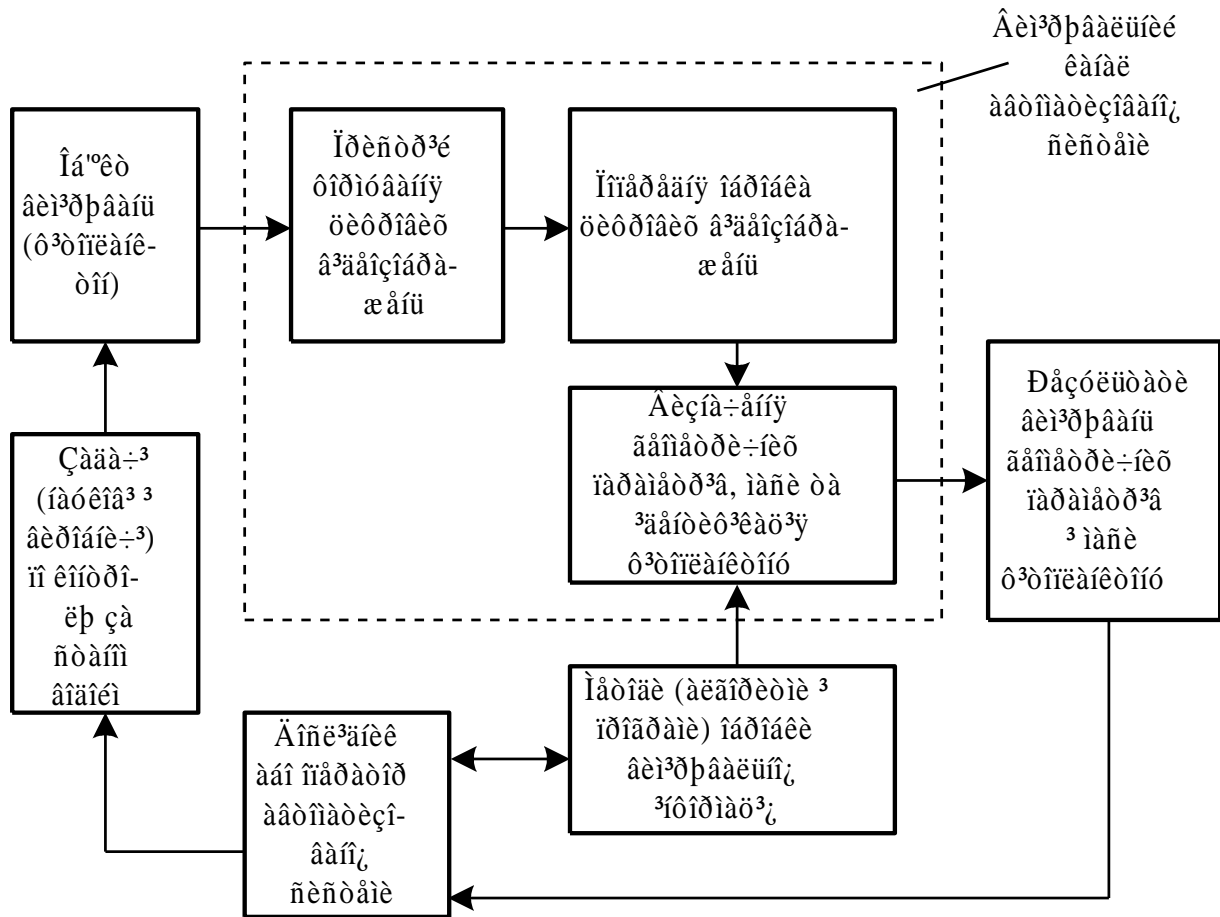 Âèì³ðþâàëüíèé
êàíàë
àâòîìàòèçîâàíî¿
ñèñòåìè
Îá'ºêò
âèì³ðþâàíü
(ô³òîïëàíê-
òîí)
Ïðèñòð³é
ôîðìóâàííÿ
öèôðîâèõ
â³äåîçîáðà-
æåíü
Ïîïåðåäíÿ îáðîáêà
öèôðîâèõ â³äåîçîáðà-
æåíü
Âèçíà÷åííÿ
ãåîìåòðè÷íèõ
ïàðàìåòð³â, ìàñè òà
³äåíòèô³êàö³ÿ
ô³òîïëàíêòîíó
Ðåçóëüòàòè
âèì³ðþâàíü
ãåîìåòðè÷íèõ
ïàðàìåòð³â
³ ìàñè
ô³òîïëàíêòîíó
Çàäà÷³
(íàóêîâ³ ³
âèðîáíè÷³)
ïî êîíòðî-
ëþ çà
ñòàíîì
âîäîéì
Äîñë³äíèê
àáî îïåðàòîð
àâòîìàòèçî-
âàíî¿
ñèñòåìè
Ìåòîäè (àëãîðèòìè ³
ïðîãðàìè) îáðîáêè
âèì³ðþâàëüíî¿
³íôîðìàö³¿